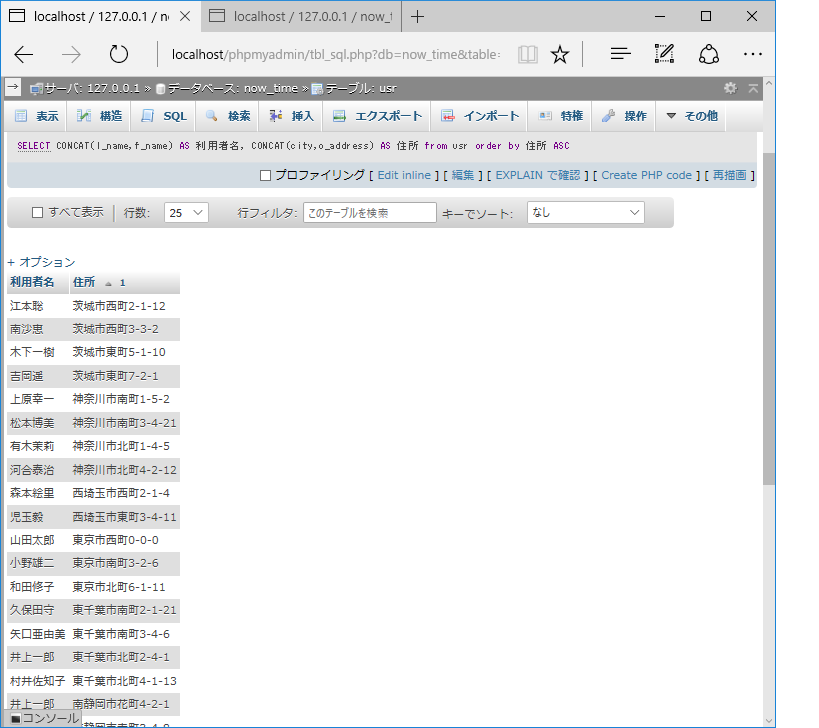 localhost / 127.0.0.1 / n
localhost / 127.0.0.1 / now_t
localhost/phpmyadmin/tbl_sql.php?db=now_time&table=
サーバ: 127.0.0.1 » データベース: now_time » テーブル: usr
表示 構造 SQL 検索 挿入 エクスポート インポート 特権 操作 その他
SELECT CONCAT(l_name,f_name) AS 利用者名, CONCAT(city,o_address) AS 住所 from usr order by 住所 ASC
プロファイリング [ Edit inline ] [ 編集 ] [ EXPLAIN で確認 ] [ Create PHP code ] [ 再描画 ]
すべて表示 | 行数: 25 行フィルタ: このテーブルを検索 キーでソート: なし
+ オプション
利用者名 住所 1
江本聡 茨城市西町2-1-12
南沙恵 茨城市西町3-3-2
木下一樹 茨城市東町5-1-10
吉岡遥 茨城市東町7-2-1
上原幸一 神奈川市南町1-5-2
松本博美 神奈川市南町3-4-21
有木茉莉 神奈川市北町1-4-5
河合泰治 神奈川市北町4-2-12
森本絵里 西埼玉市西町2-1-4
児玉毅 西埼玉市東町3-4-11
山田太郎 東京市西町0-0-0
小野雄二 東京市南町3-2-6
和田修子 東京市北町6-1-11
久保田守 東千葉市南町2-1-21
矢口亜由美 東千葉市南町3-4-6
井上一郎 東千葉市北町2-4-1
村井佐知子 東千葉市北町4-1-13
井上一郎 南静岡市花町4-2-1
コンソール